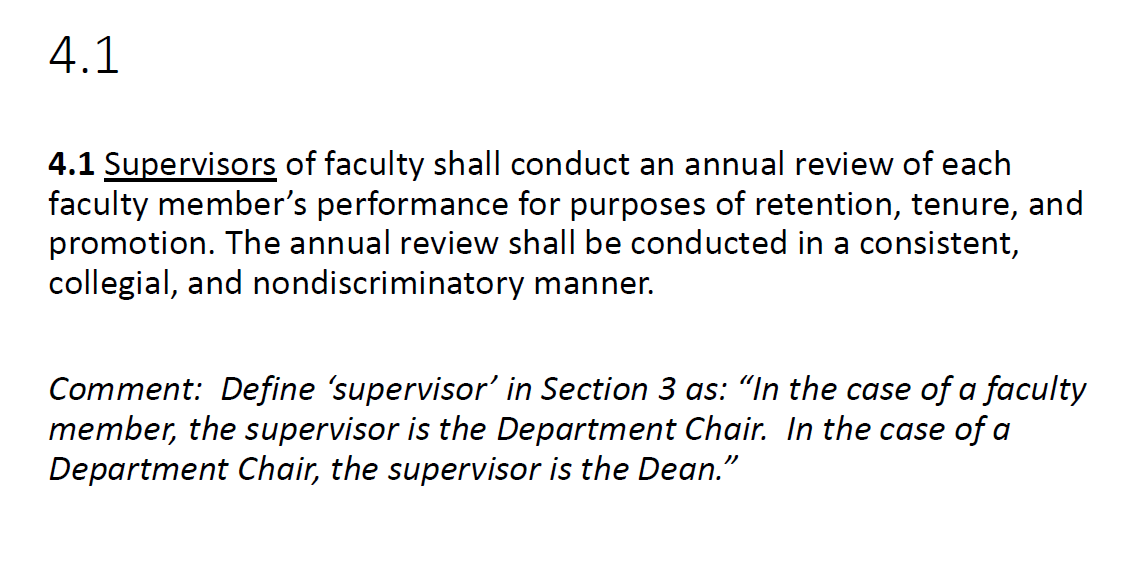 4.1
4.1 Supervisors of faculty shall conduct an annual review of each
faculty member’s performance for purposes of retention, tenure, and
promotion. The annual review shall be conducted in a consistent,
collegial, and nondiscriminatory manner.
Comment:  Define ‘supervisor’ in Section 3 as: “In the case of a faculty
member, the supervisor is the Department Chair.  In the case of a
Department Chair, the supervisor is the Dean.”